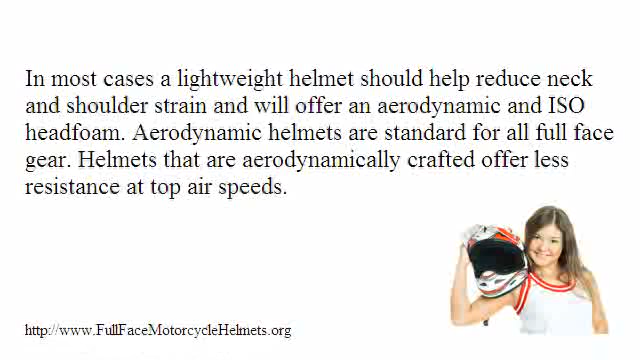 In most cases a lightweight helmet should help reduce neck
and shoulder strain and will offer an aerodynamic and ISO
headfoam. Aerodynamic helmets are standard for all full face
gear. Helmets that are aerodynamically crafted offer less
resistance at top air speeds.
http://www.FullFaceMotorcycleHelmets.org